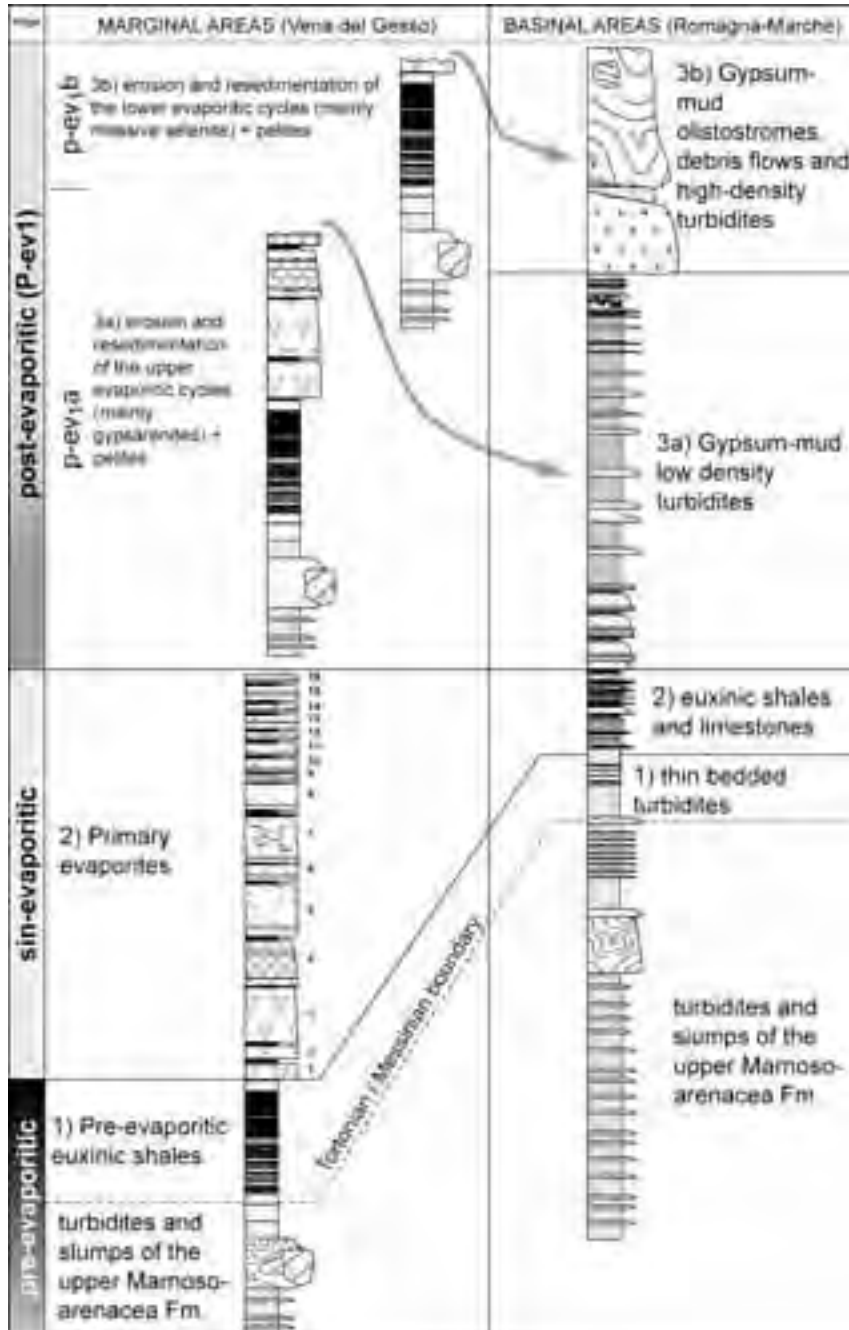 MARGINAL AREAS (Vena del Gesso)
BASINAL AREAS (Romagna-Marche)
post-evaporitic (P-ev1)
p-ev1b
3b) erosion and resedimentation of
the lower evaporitic cycles (mainly
massive selenite) + pelites
3b) Gypsum-
mud
olistostromes,
debris flows and
high-density
turbidites
p-ev1a
3a) erosion and
resedimentation
of the upper
evaporitic cycles
(mainly
gypsarenites) +
pelites
3a) Gypsum-mud
low density
turbidites
sin-evaporitic
2) Primary
evaporites
2) euxinic shales
and limestones
1) thin bedded
turbidites
Tortonian / Messinian boundary
turbidites and
slumps of the
upper Marnoso-
arenacea Fm.
pre-evaporitic
1) Pre-evaporitic
euxinic shales
turbidites and
slumps of the
upper Marnoso-
arenacea Fm.